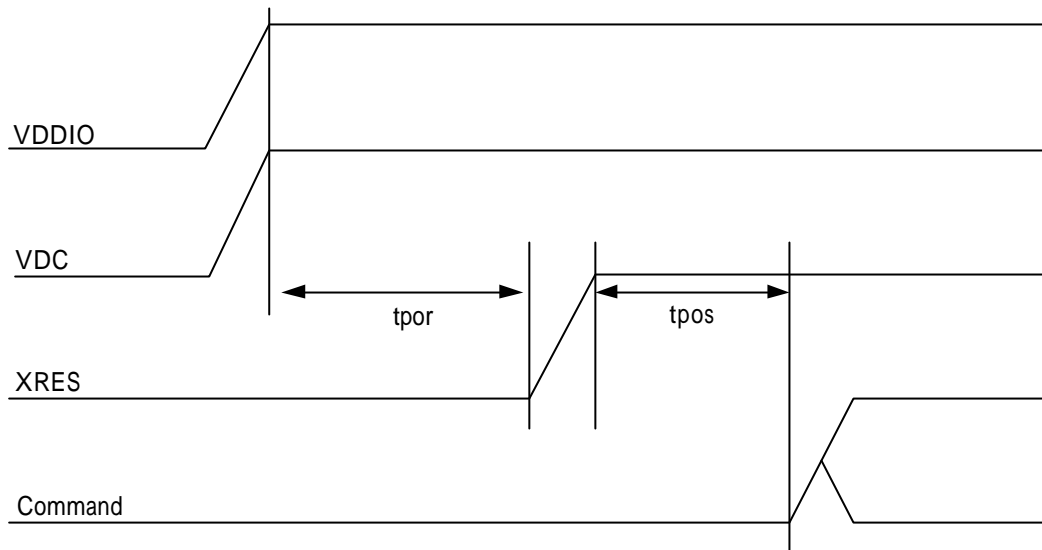 VDDIO
VDC
tpor
tpos
XRES
Command